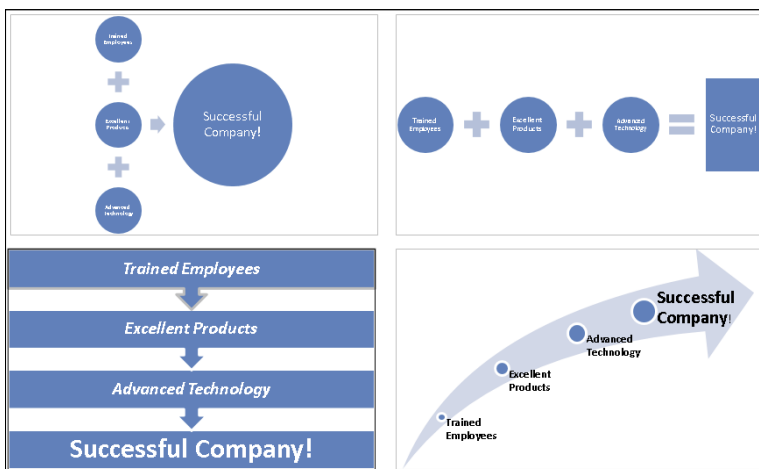 Trained
Employees
Excellent
Products
Advanced
Technology
Successful
Company!
Trained
Employees
Excellent
Products
Advanced
Technology
Successful
Company!
Trained Employees
Excellent Products
Advanced Technology
Successful Company!
Successful
Company!
Advanced
Technology
Excellent
Products
Trained
Employees